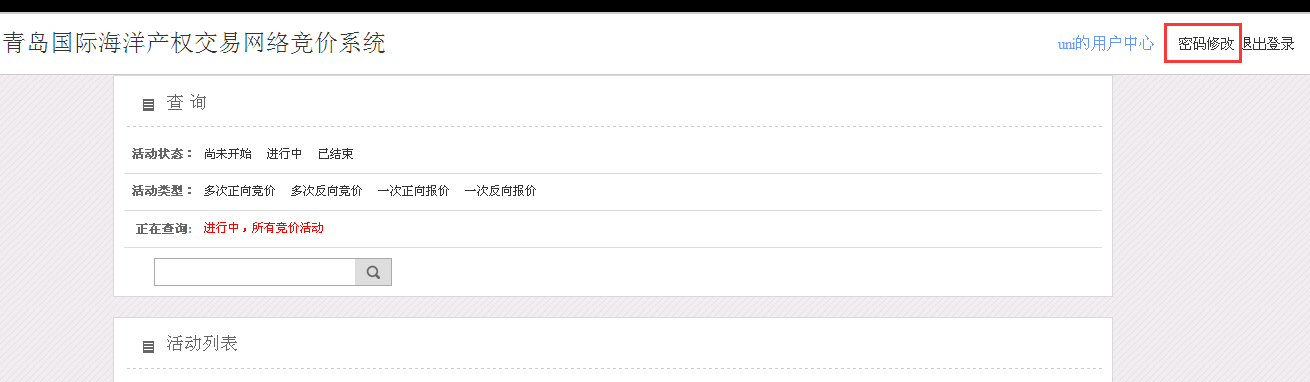 青岛国际海洋产权交易网络竞价系统
uni的用户中心 密码修改 退出登录
查 询
活动状态： 尚未开始 进行中 已结束
活动类型： 多次正向竞价 多次反向竞价 一次正向报价 一次反向报价
正在查询: 进行中，所有竞价活动
活动列表